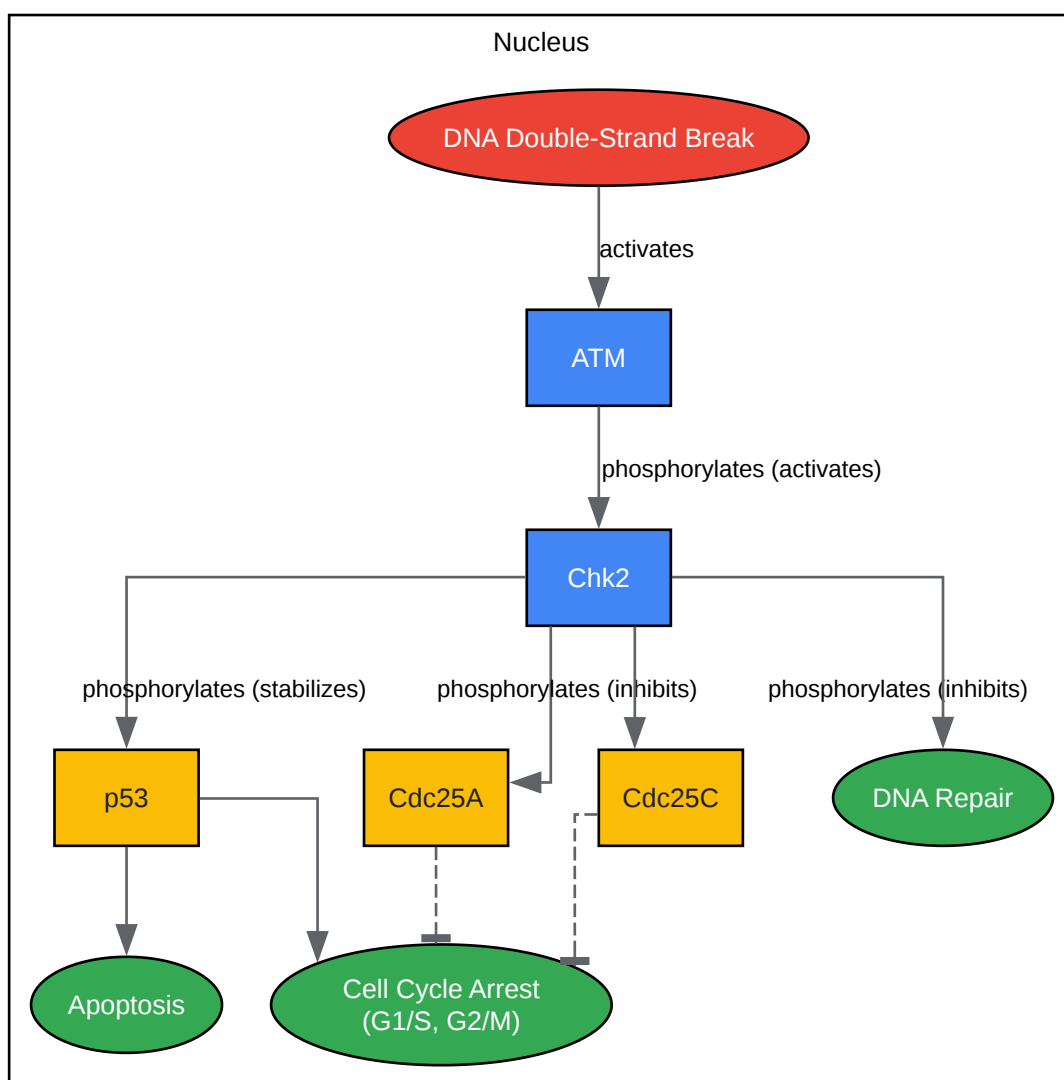 Nucleus
DNA Double-Strand Break
activates
ATM
phosphorylates (activates)
Chk2
phosphorylates (stabilizes)
phosphorylates (inhibits)
phosphorylates (inhibits)
p53
Cdc25A
Cdc25C
DNA Repair
Apoptosis
Cell Cycle Arrest
(G1/S, G2/M)